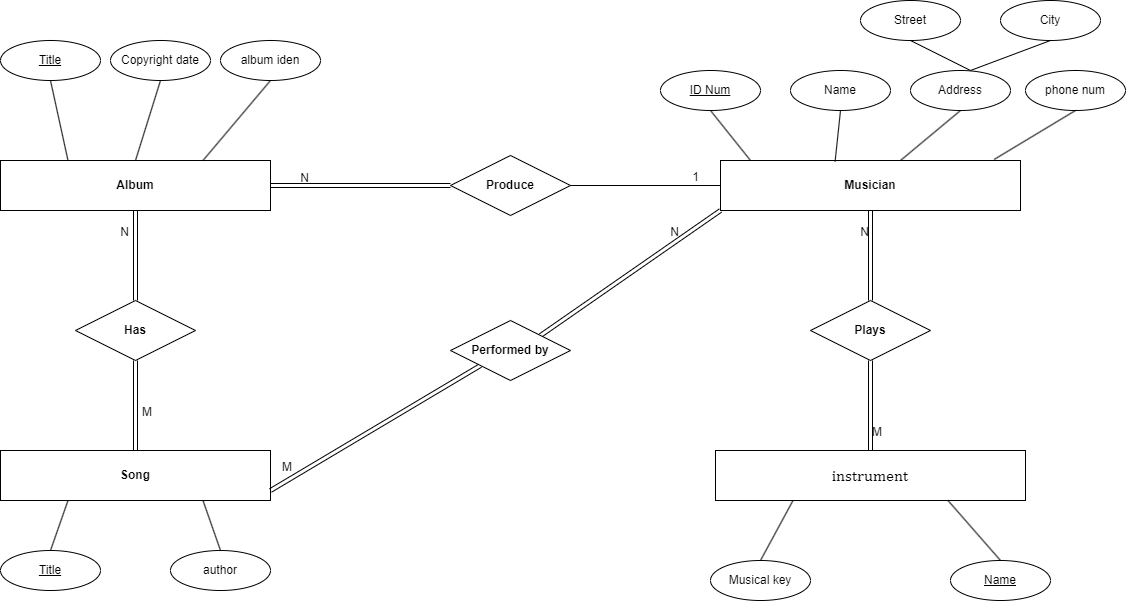 Street
City
Title
Copyright date
album iden
ID Num
Name
Address
phone num
Album
N
Produce
1
Musician
N
N
N
Has
Performed by
Plays
M
M
M
Song
instrument
Title
author
Musical key
Name